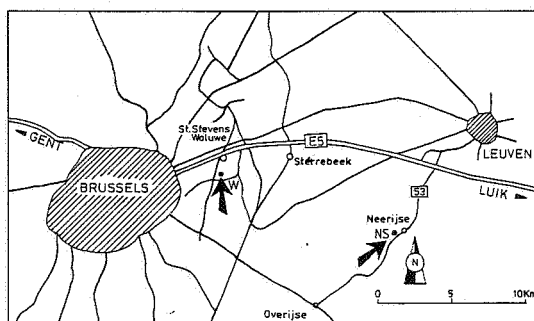 GENT
St.Stevens
Woluwe
E5
Sterrebeek
LEUVEN
BRUSSELS
W
LUIK
53
Neerijse
NS
N
Overijse
0 5 10Km